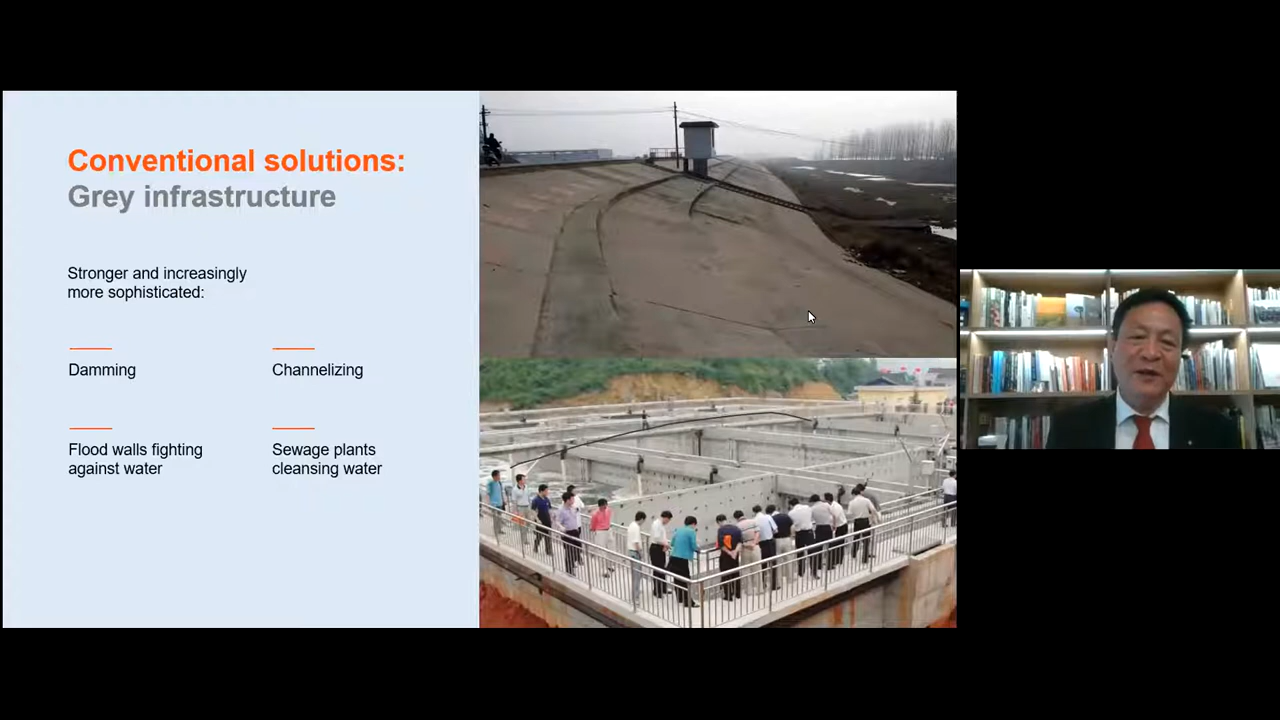 Conventional solutions:
Grey infrastructure
Stronger and increasingly
more sophisticated:
Damming
Channelizing
Flood walls fighting
against water
Sewage plants
cleansing water